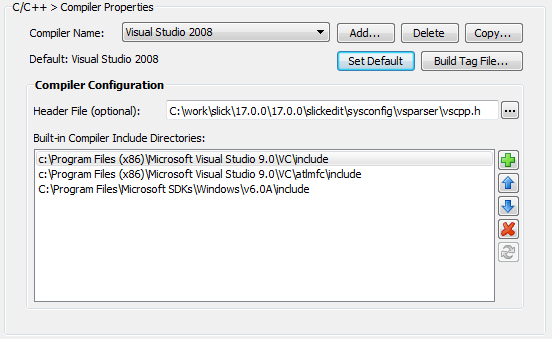 C/C++ > Compiler Properties
Compiler Name: Visual Studio 2008 Add... Delete Copy...
Default: Visual Studio 2008 Set Default Build Tag File...
Compiler Configuration
Header File (optional): C:\work\slick\17.0.0\17.0.0\slickedit\sysconfig\vsparser\vscpp.h ...
Built-in Compiler Include Directories:
c:\Program Files (x86)\Microsoft Visual Studio 9.0\VC\include
c:\Program Files (x86)\Microsoft Visual Studio 9.0\VC\atlmfc\include
C:\Program Files\Microsoft SDKs\Windows\v6.0A\include